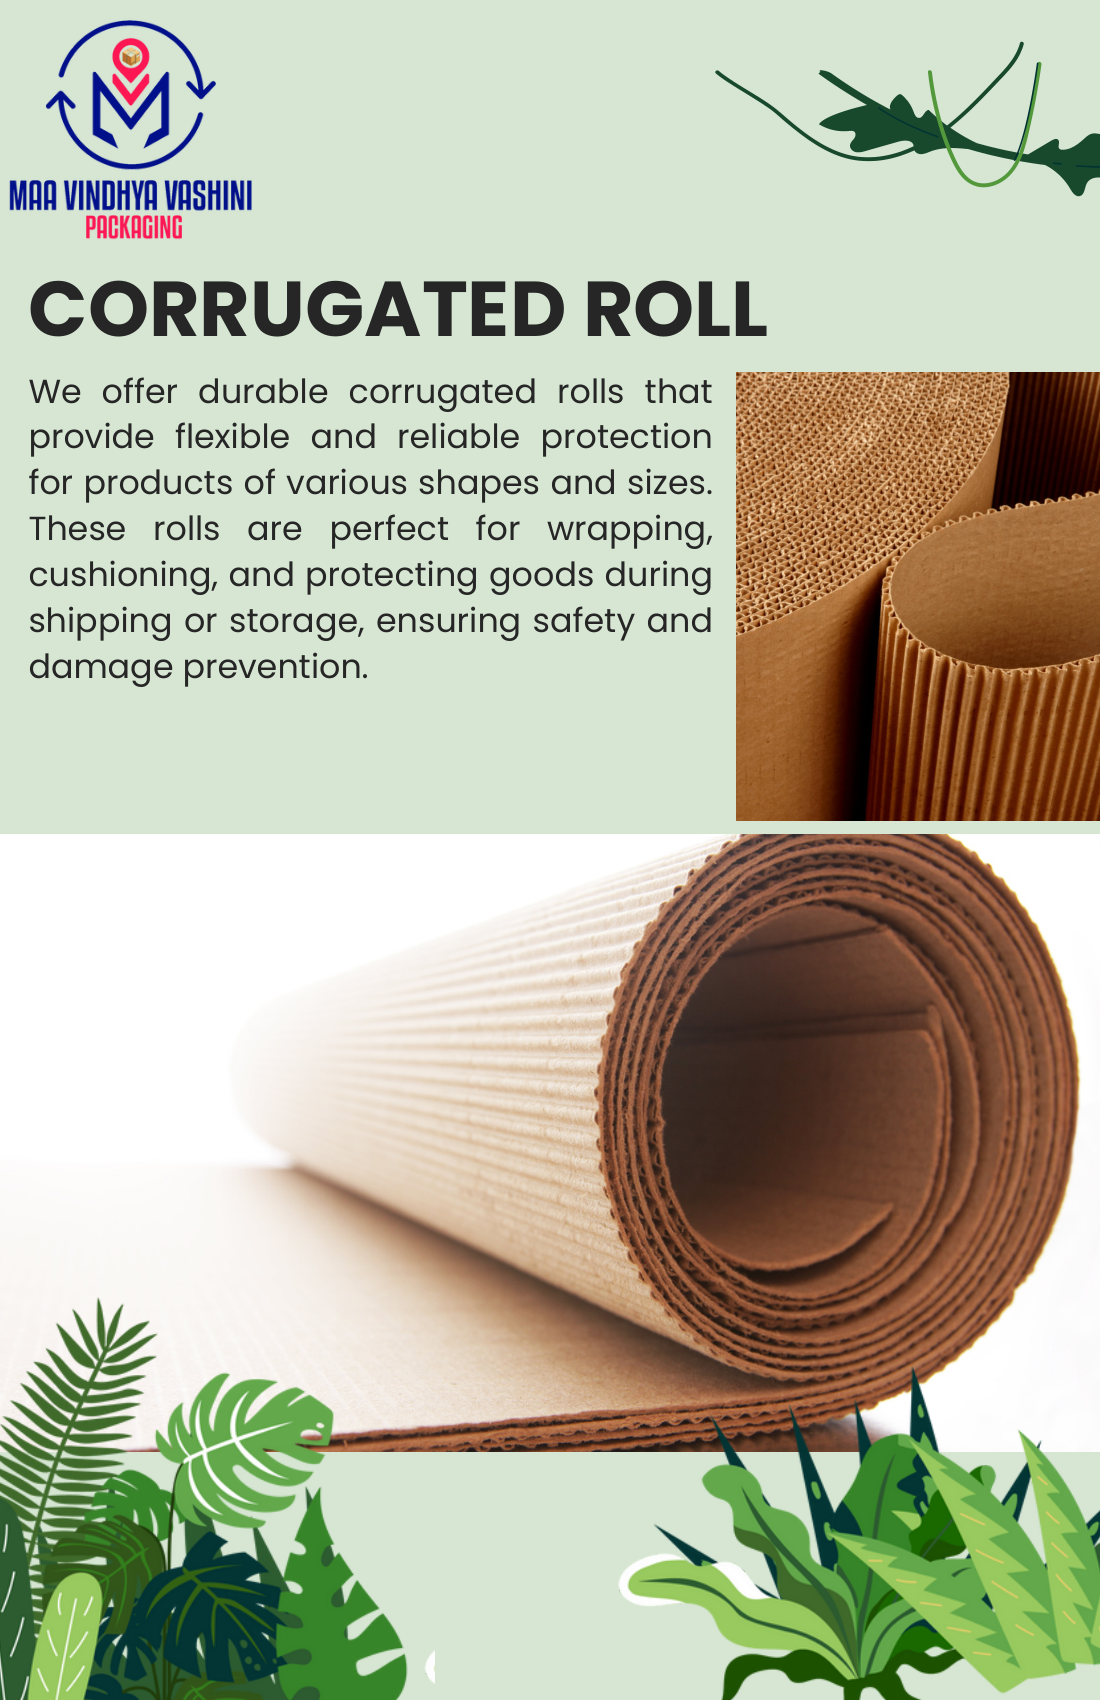 MAA VINDHYA VASHINI
PACKAGING
CORRUGATED ROLL
We offer durable corrugated rolls that
provide flexible and reliable protection
for products of various shapes and sizes.
These rolls are perfect for wrapping,
cushioning, and protecting goods during
shipping or storage, ensuring safety and
damage prevention.